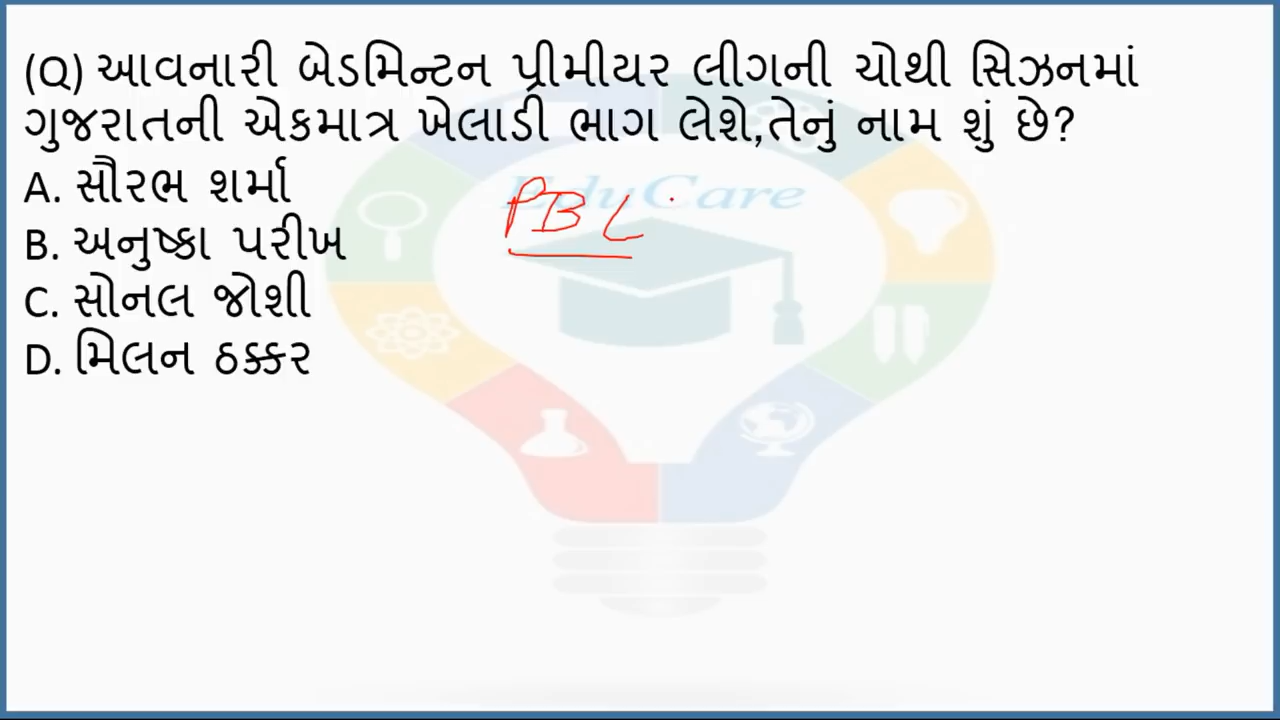 (Q) આવનારી બેડમિન્ટન પ્રીમીયર લીગની ચોથી સિઝનમાં
ગુજરાતની એકમાત્ર ખેલાડી ભાગ લેશે,તેનું નામ શું છે?
A. સૌરભ શર્મા
EduCare
PBL
B. અનુષ્કા પરીખ
C. સોનલ જોશી
D. મિલન ઠક્કર